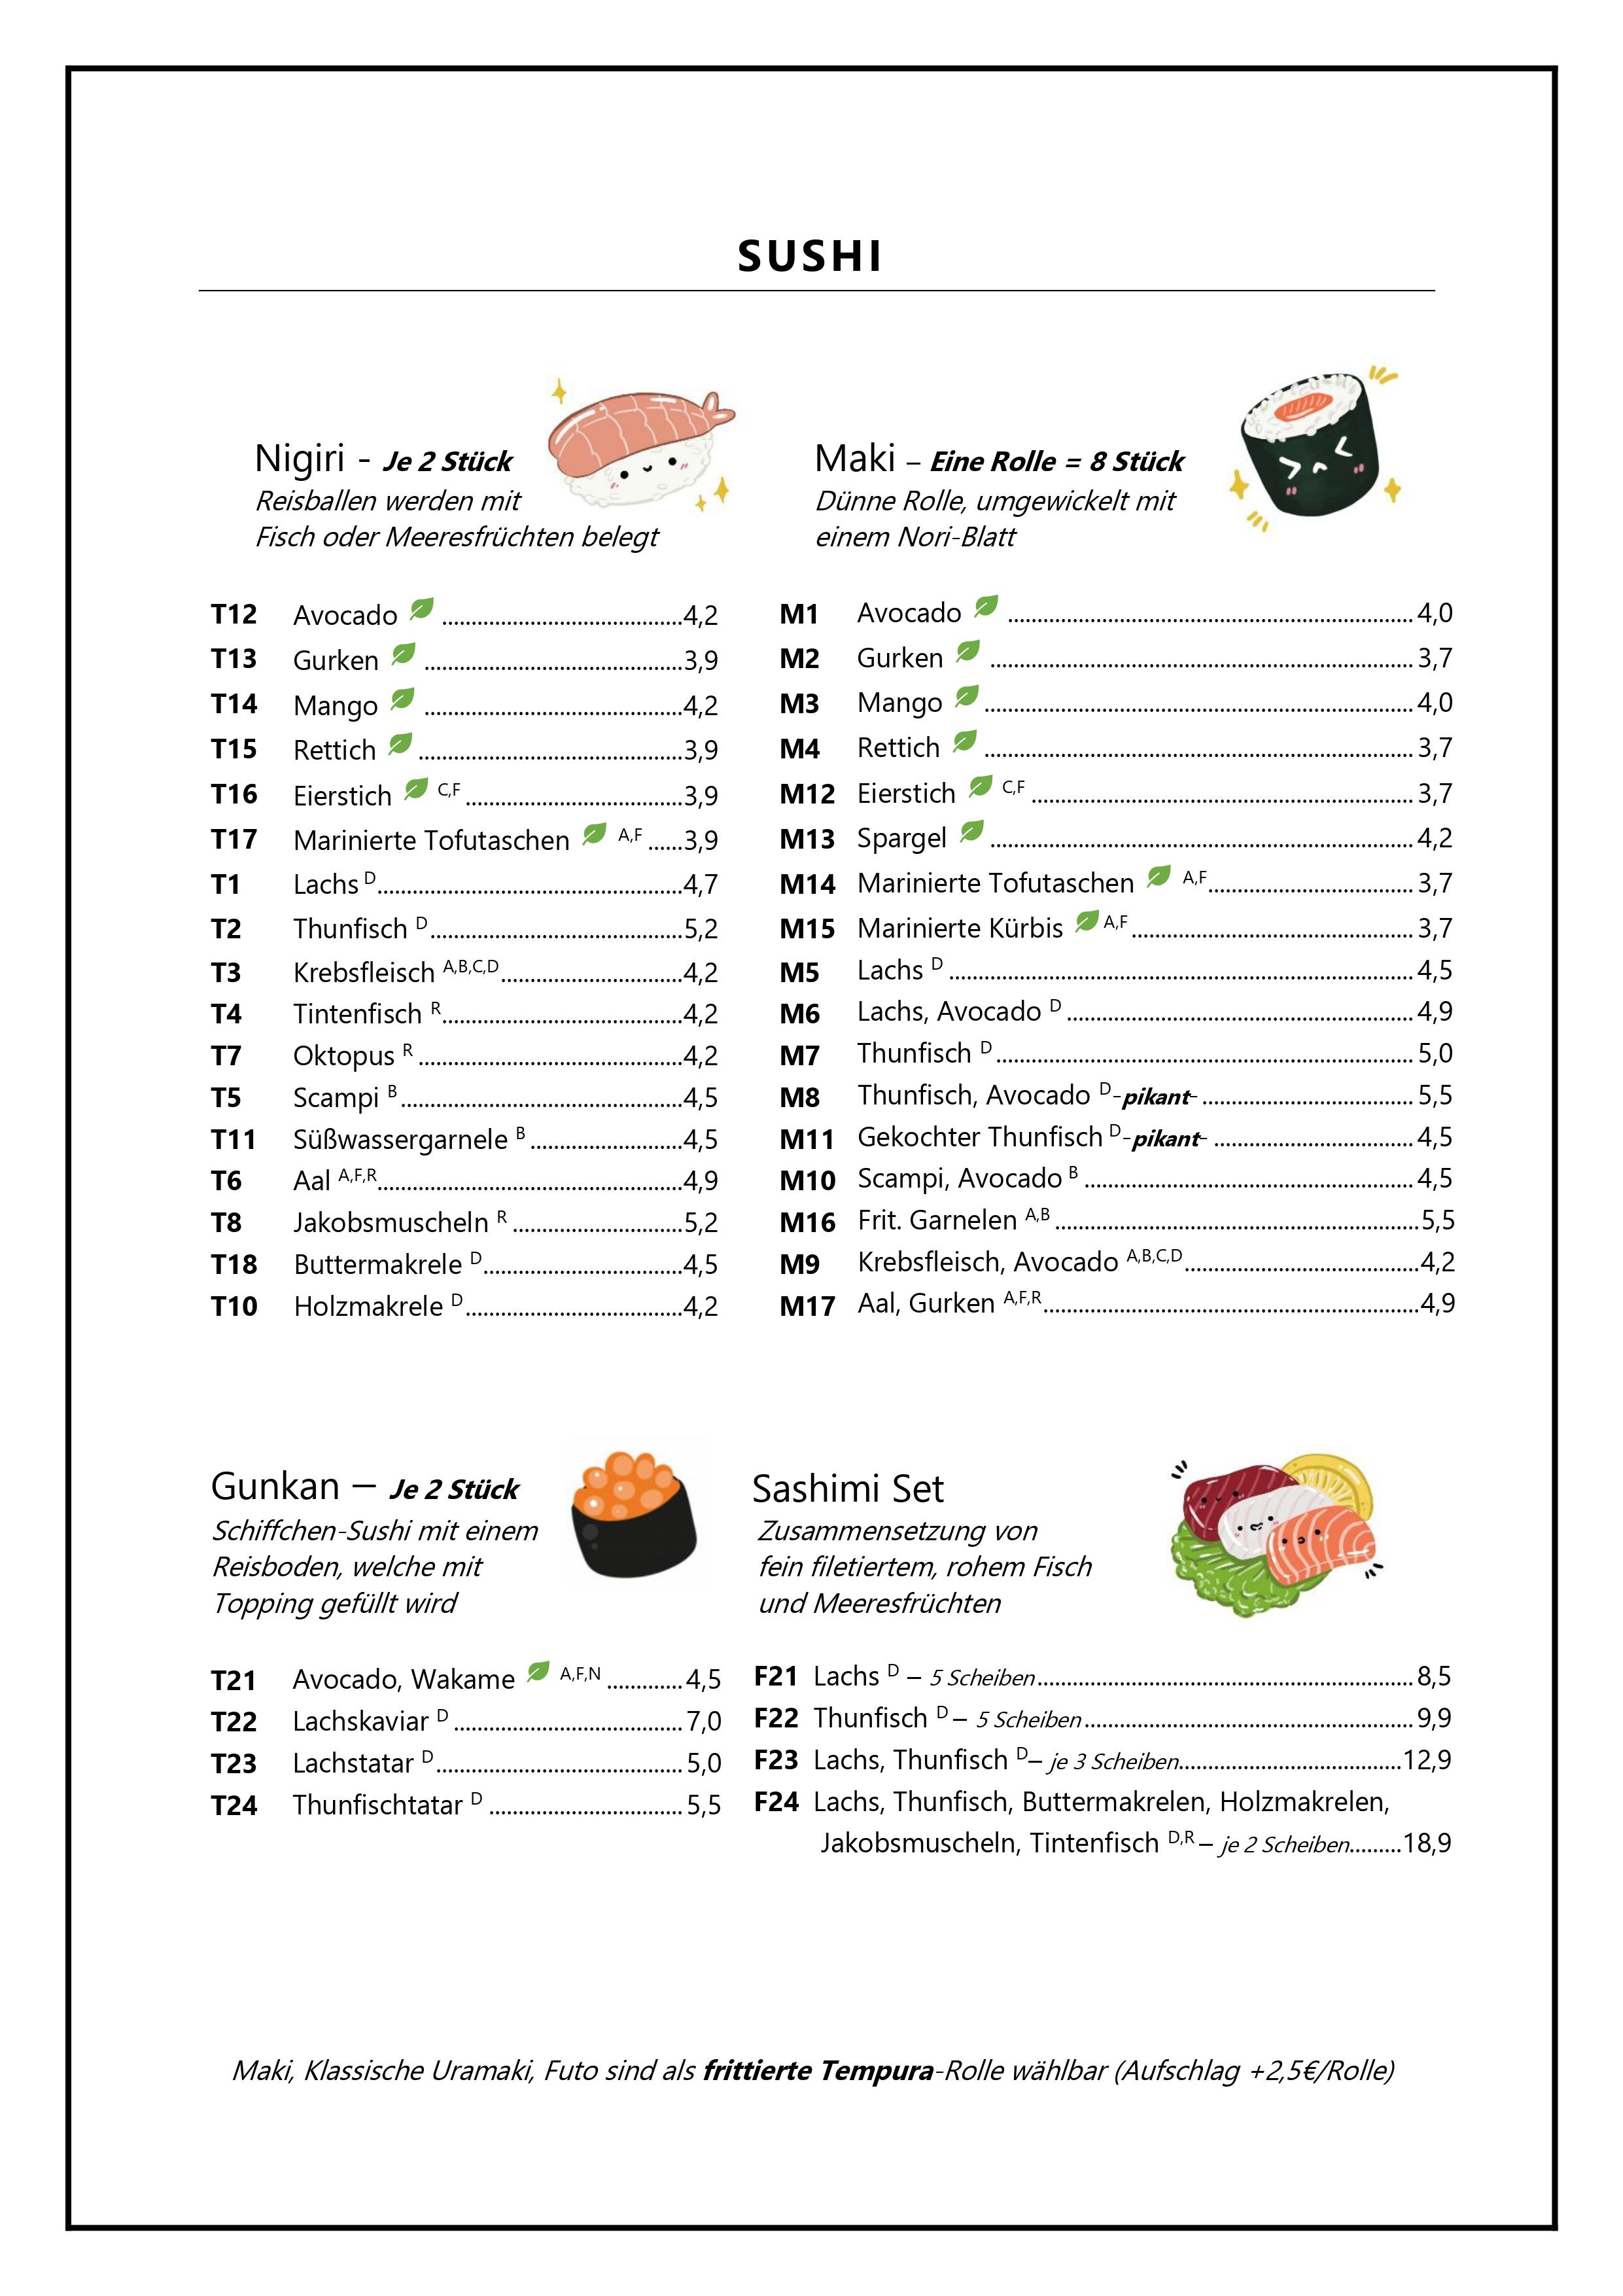 SUSHI
Nigiri - Je 2 Stück
Reisballen werden mit
Fisch oder Meeresfrüchten belegt
T12 Avocado 4,2
T13 Gurken 3,9
T14 Mango 4,2
T15 Rettich 3,9
T16 Eierstich C,F 3,9
T17 Marinierte Tofutaschen A,F 3,9
T1 Lachs D 4,7
T2 Thunfisch D 5,2
T3 Krebsfleisch A,B,C,D 4,2
T4 Tintenfisch R 4,2
T7 Oktopus R 4,2
T5 Scampi B 4,5
T11 Süßwassergarnele B 4,5
T6 Aal A,F,R 4,9
T8 Jakobsmuscheln R 5,2
T18 Buttermakrele D 4,5
T10 Holzmakrele D 4,2
Maki – Eine Rolle = 8 Stück
Dünne Rolle, umgewickelt mit
einem Nori-Blatt
M1 Avocado 4,0
M2 Gurken 3,7
M3 Mango 4,0
M4 Rettich 3,7
M12 Eierstich C,F 3,7
M13 Spargel 4,2
M14 Marinierte Tofutaschen A,F 3,7
M15 Marinierte Kürbis A,F 3,7
M5 Lachs D 4,5
M6 Lachs, Avocado D 4,9
M7 Thunfisch D 5,0
M8 Thunfisch, Avocado D -pikant- 5,5
M11 Gekochter Thunfisch D -pikant- 4,5
M10 Scampi, Avocado B 4,5
M16 Frit. Garnelen A,B 5,5
M9 Krebsfleisch, Avocado A,B,C,D 4,2
M17 Aal, Gurken A,F,R 4,9
Gunkan – Je 2 Stück
Schiffchen-Sushi mit einem
Reisboden, welche mit
Topping gefüllt wird
T21 Avocado, Wakame A,F,N 4,5
T22 Lachskaviar D 7,0
T23 Lachstatar D 5,0
T24 Thunfischtatar D 5,5
Sashimi Set
Zusammensetzung von
fein filetiertem, rohem Fisch
und Meeresfrüchten
F21 Lachs D – 5 Scheiben 8,5
F22 Thunfisch D – 5 Scheiben 9,9
F23 Lachs, Thunfisch D– je 3 Scheiben 12,9
F24 Lachs, Thunfisch, Buttermakrelen, Holzmakrelen,
Jakobsmuscheln, Tintenfisch D,R – je 2 Scheiben 18,9
Maki, Klassische Uramaki, Futo sind als frittierte Tempura-Rolle wählbar (Aufschlag +2,5€/Rolle)